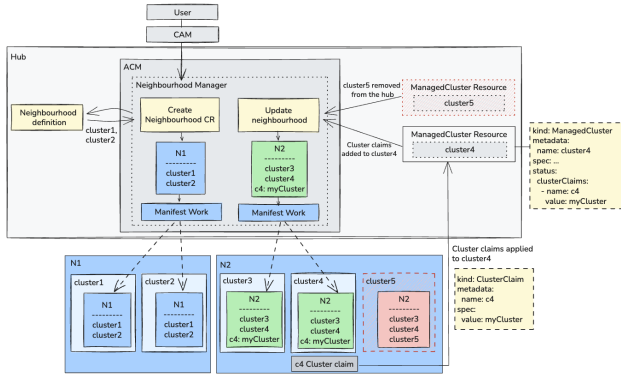 User
CAM
Hub
ACM
Neighbourhood Manager
Neighbourhood
definition
cluster1,
cluster2
Create
Neighbourhood CR
Update
neighbourhood
cluster5 removed
from the hub
ManagedCluster Resource
cluster5
Cluster claims
added to cluster4
ManagedCluster Resource
cluster4
kind: ManagedCluster
metadata:
name: cluster4
spec: ...
status:
clusterClaims:
- name: c4
value: myCluster
N1
---------
cluster1
cluster2
N2
---------
cluster3
cluster4
c4: myCluster
Manifest Work
Manifest Work
Cluster claims applied
to cluster4
kind: ClusterClaim
metadata:
name: c4
spec:
value: myCluster
N1
cluster1
N1
--------
cluster1
cluster2
cluster2
N1
--------
cluster1
cluster2
N2
cluster3
N2
--------
cluster3
cluster4
c4: myCluster
cluster4
N2
--------
cluster3
cluster4
c4: myCluster
cluster5
N2
--------
cluster3
cluster4
cluster5
c4 Cluster claim